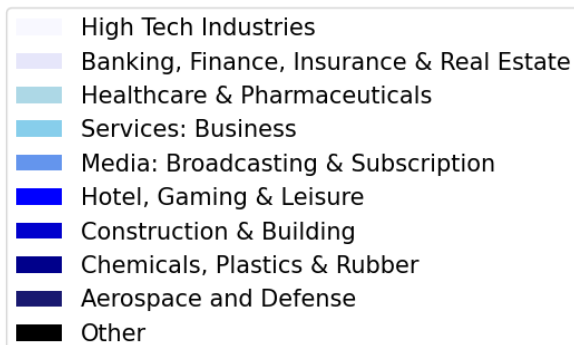 High Tech Industries
Banking, Finance, Insurance & Real Estate
Healthcare & Pharmaceuticals
Services: Business
Media: Broadcasting & Subscription
Hotel, Gaming & Leisure
Construction & Building
Chemicals, Plastics & Rubber
Aerospace and Defense
Other